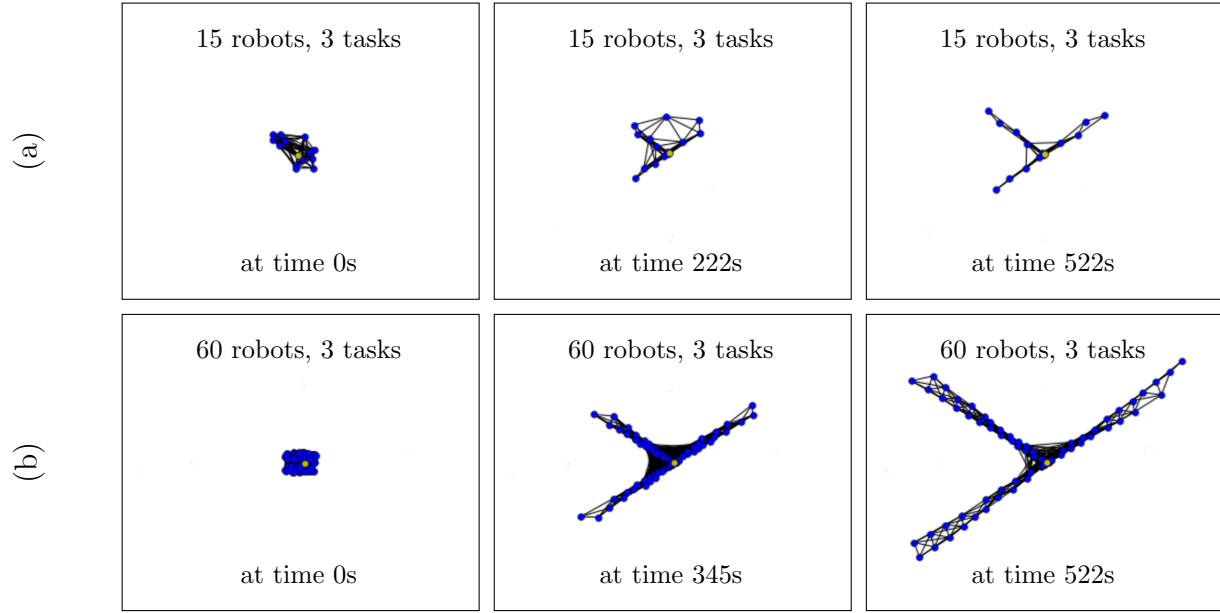 (a)
15 robots, 3 tasks
at time 0s
15 robots, 3 tasks
at time 222s
15 robots, 3 tasks
at time 522s
(b)
60 robots, 3 tasks
at time 0s
60 robots, 3 tasks
at time 345s
60 robots, 3 tasks
at time 522s